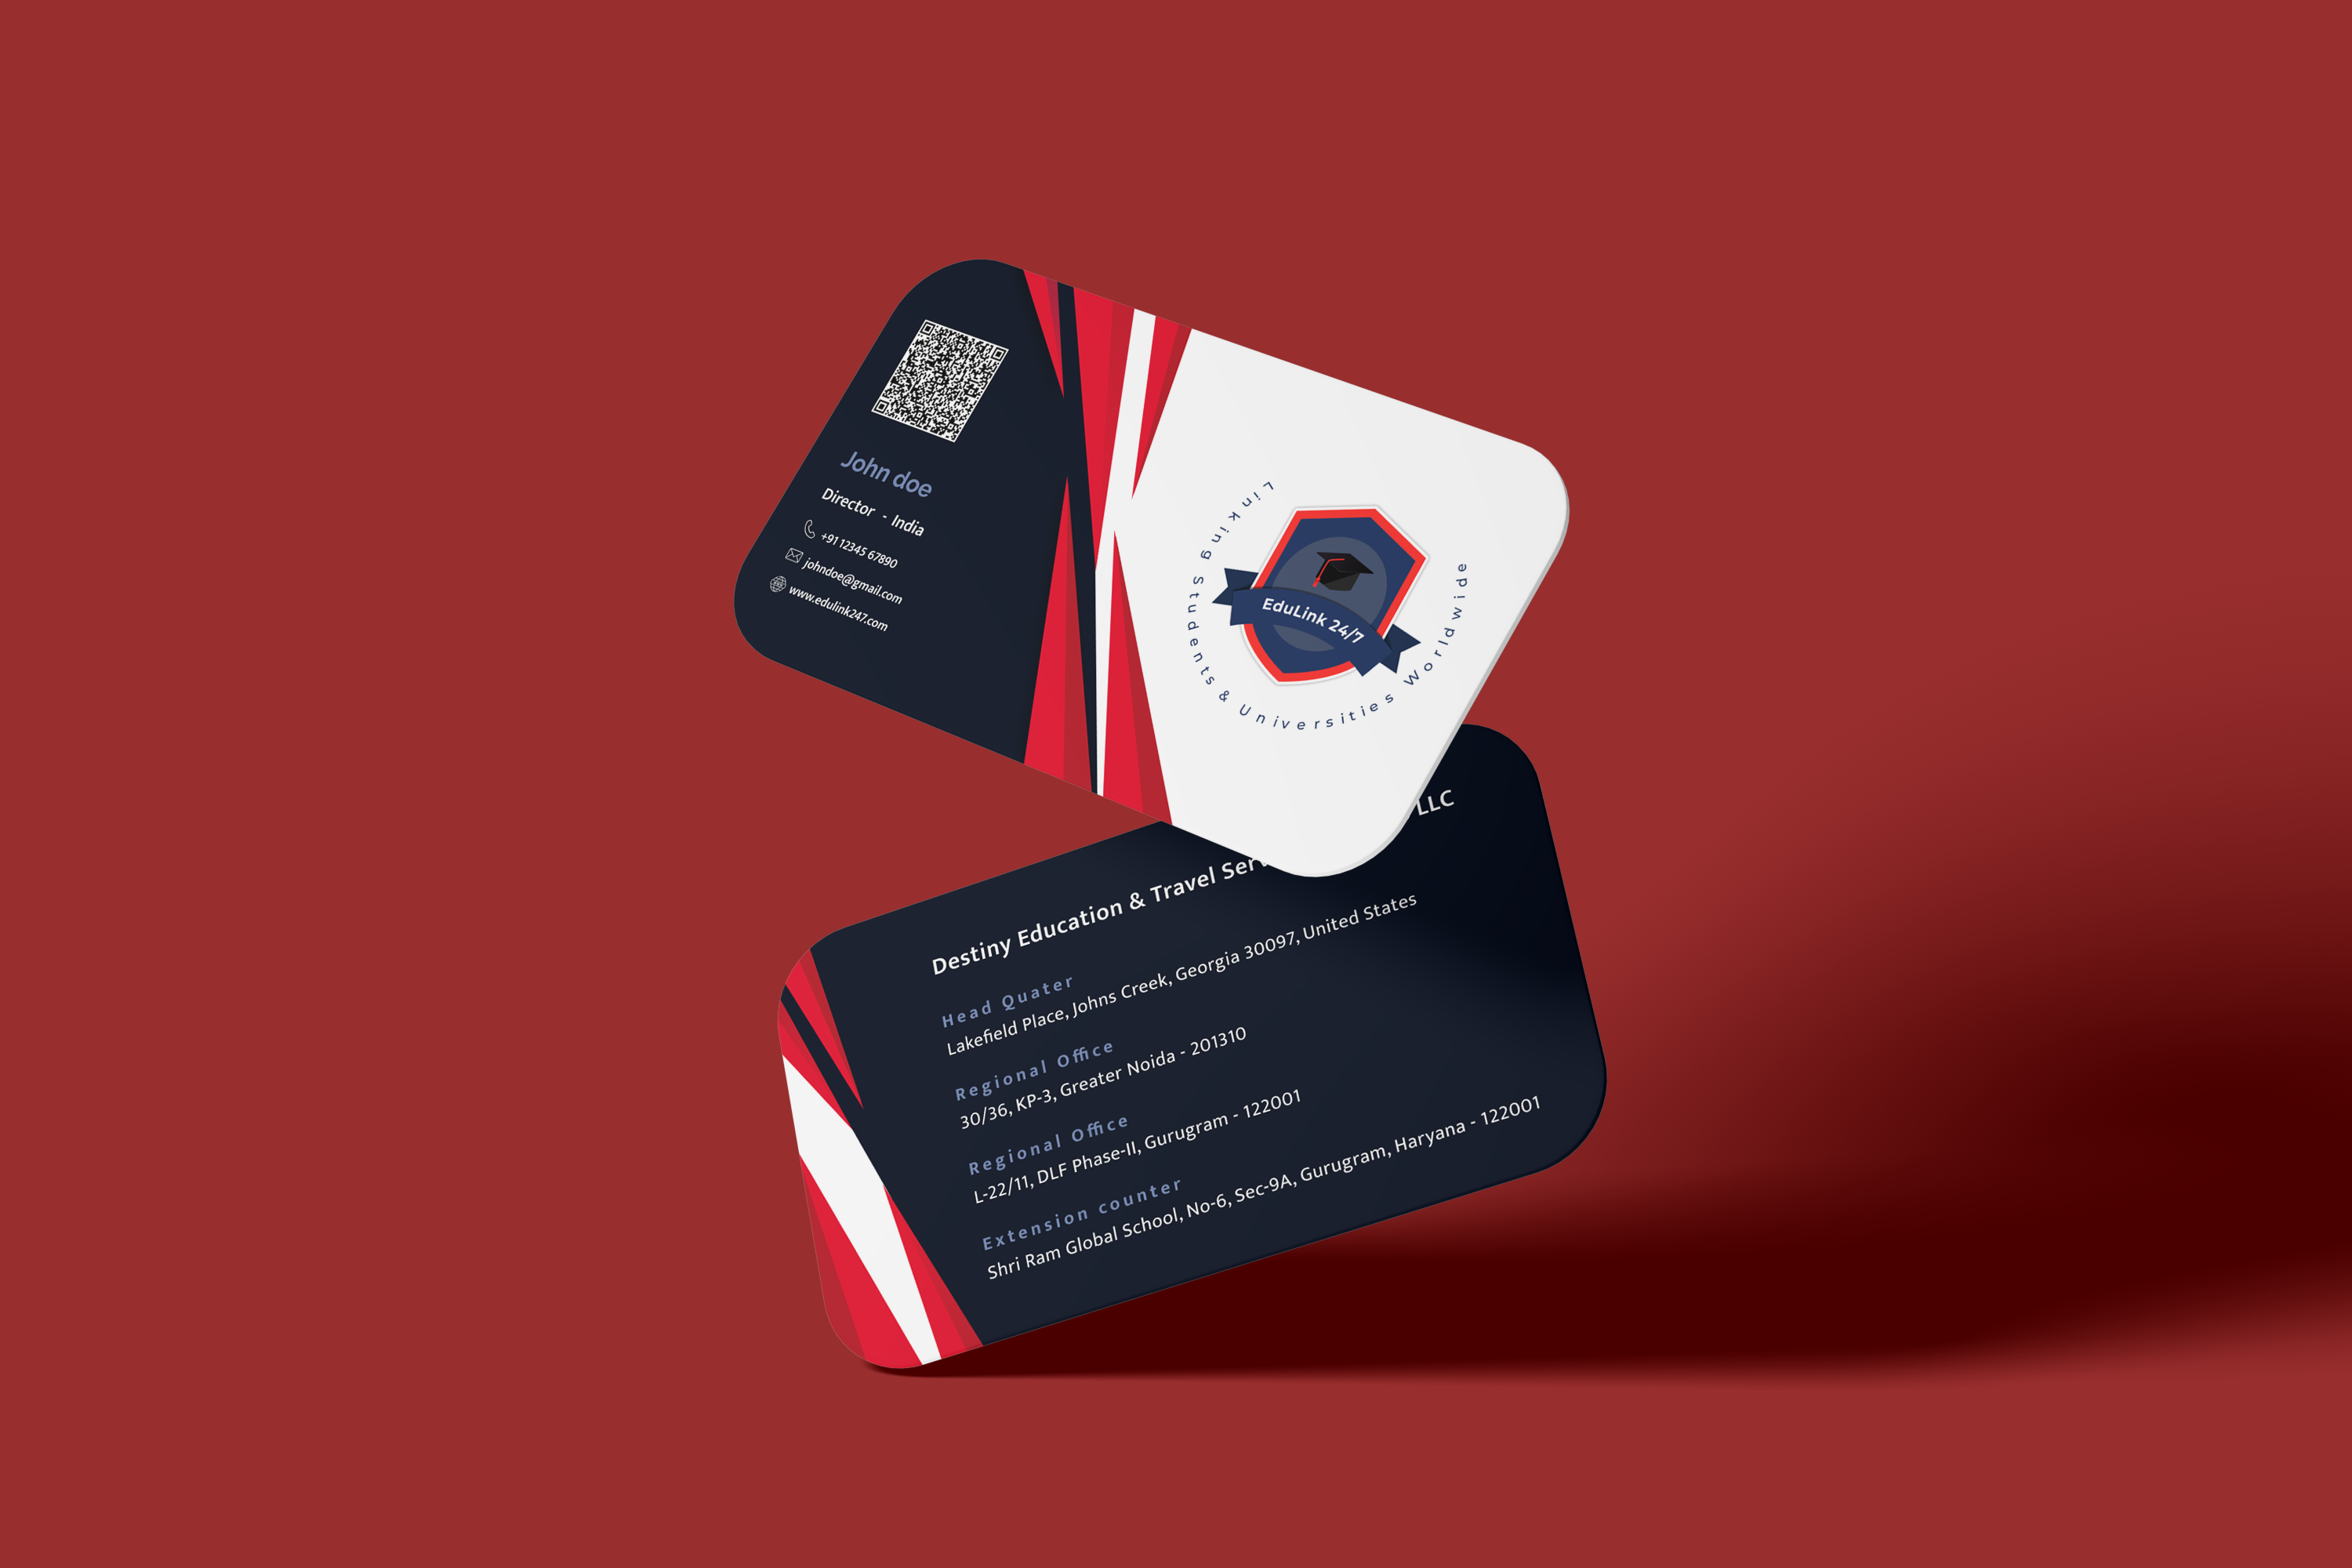 John doe
Director - India
+91 12345 67890
johndoe@gmail.com
www.edulink247.com
Linking Students & Universities Worldwide
EduLink 24/7
Destiny Education & Travel LLC
Head Quater
Lakefield Place, Johns Creek, Georgia 30097, United States
Regional Office
30/36, KP-3, Greater Noida - 201310
Regional Office
L-22/11, DLF Phase-II, Gurugram - 122001
Extension counter
Shri Ram Global School, No-6, Sec-9A, Gurugram, Haryana - 122001